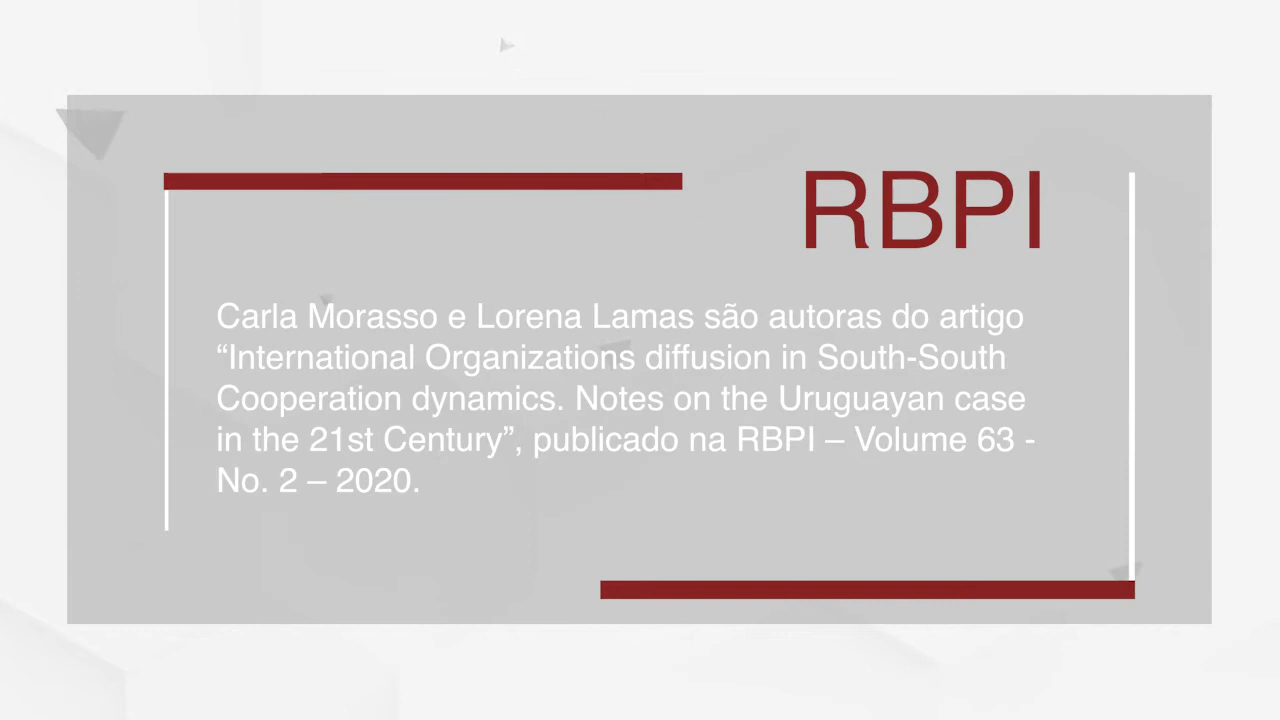 RBPI
Carla Morasso e Lorena Lamas são autoras do artigo
“International Organizations diffusion in South-South
Cooperation dynamics. Notes on the Uruguayan case
in the 21st Century”, publicado na RBPI – Volume 63 -
No. 2 – 2020.